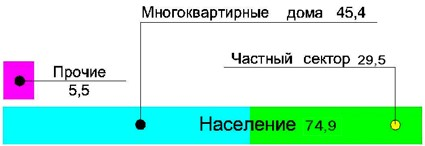 Многоквартирные дома 45,4
Частный сектор 29,5
Прочие
5,5
Население 74,9